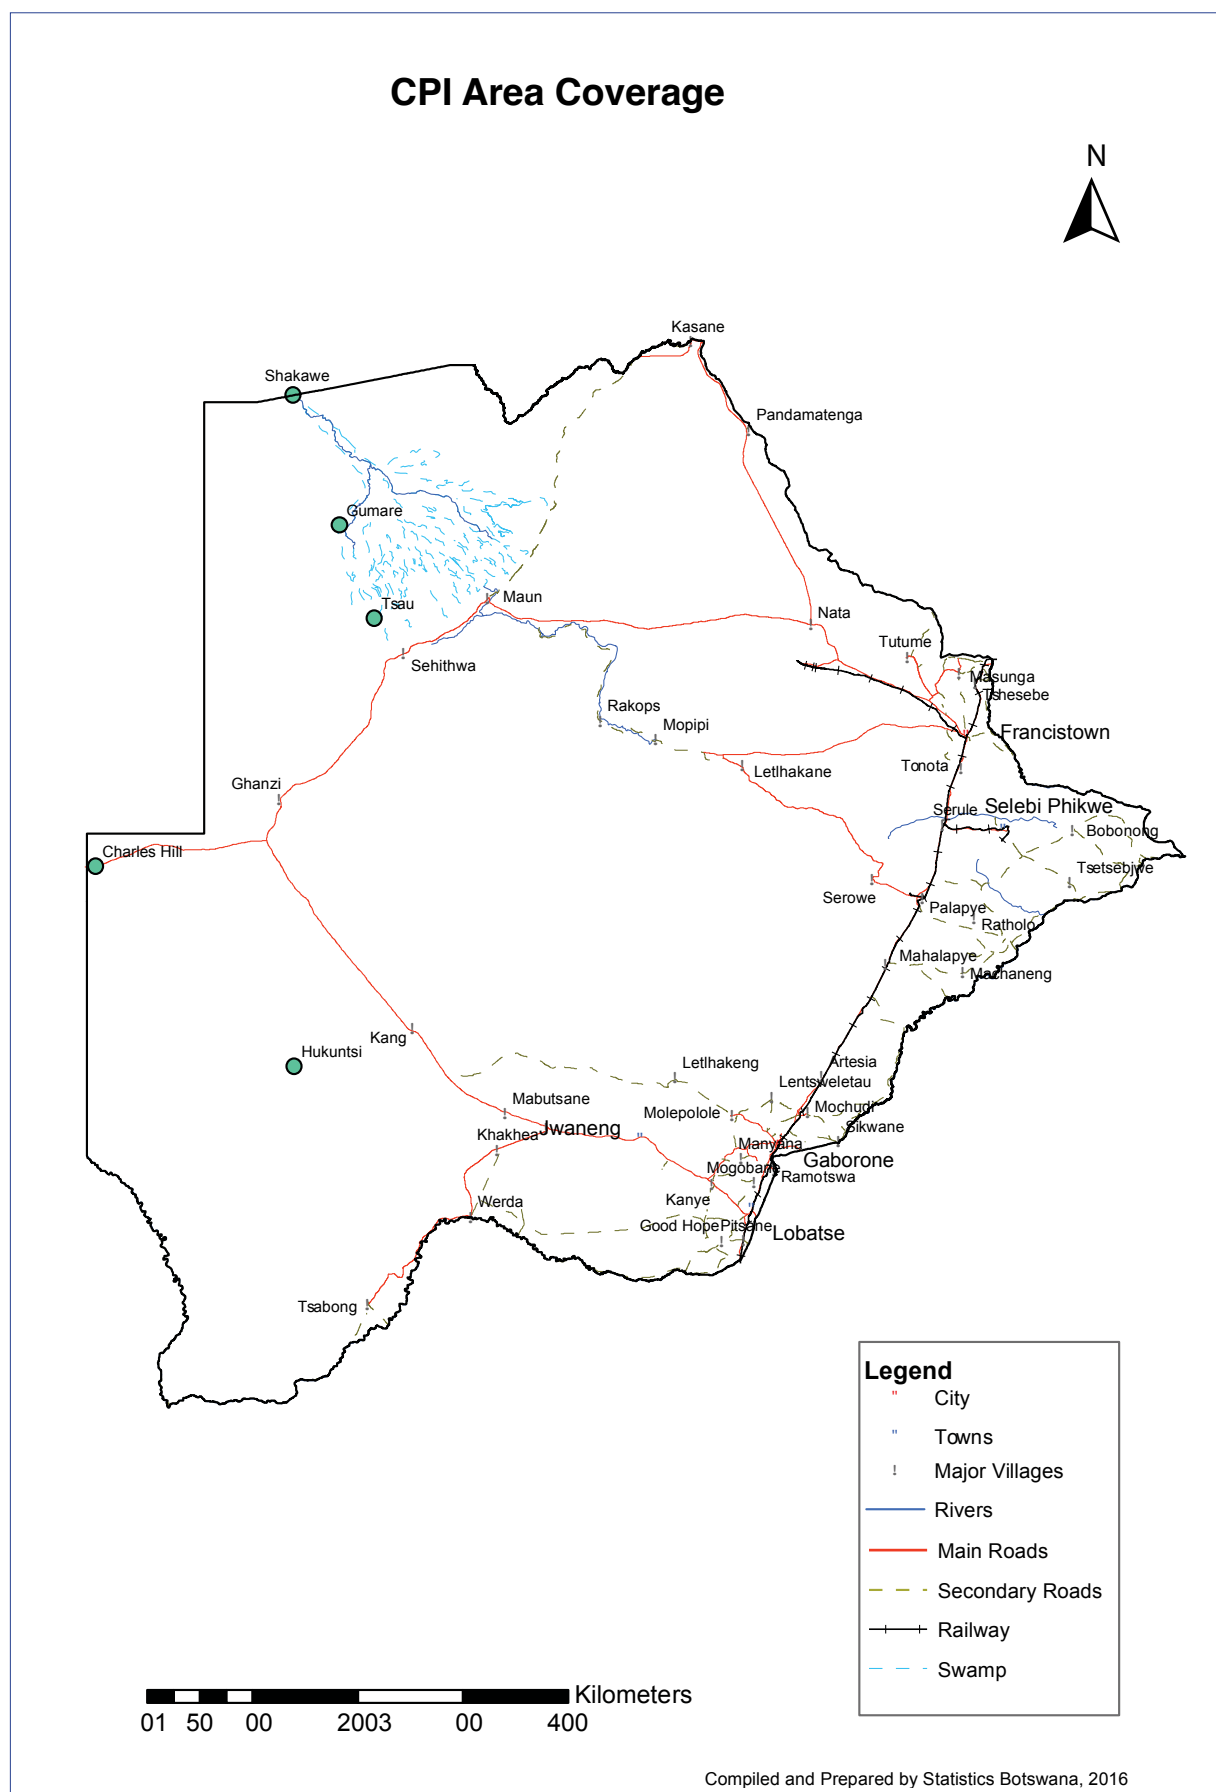 CPI Area Coverage
N
Kasane
Shakawe
Pandamatenga
Gumare
Maun
Tsau
Nata
Tutume
Sehithwa
Masunga
Tshesebe
Rakops
Mopipi
Francistown
Letlhakane
Tonota
Ghanzi
Serule
Selebi Phikwe
Bobonong
Charles Hill
Tsetsebjwe
Serowe
Palapye
Ratholo
Mahalapye
Machaneng
Kang
Hukuntsi
Letlhakeng
Artesia
Lentsweletau
Mabutsane
Molepolole
Mochudi
Jwaneng
Sikwane
Khakhea
Manyana
Gaborone
Mogobane
Ramotswa
Kanye
Werda
Good Hope
Pitsane
Lobatse
Tsabong
Legend
" City
" Towns
! Major Villages
Rivers
Main Roads
Secondary Roads
Railway
Swamp
Kilometers
01 50 00 2003 00 400
Compiled and Prepared by Statistics Botswana, 2016